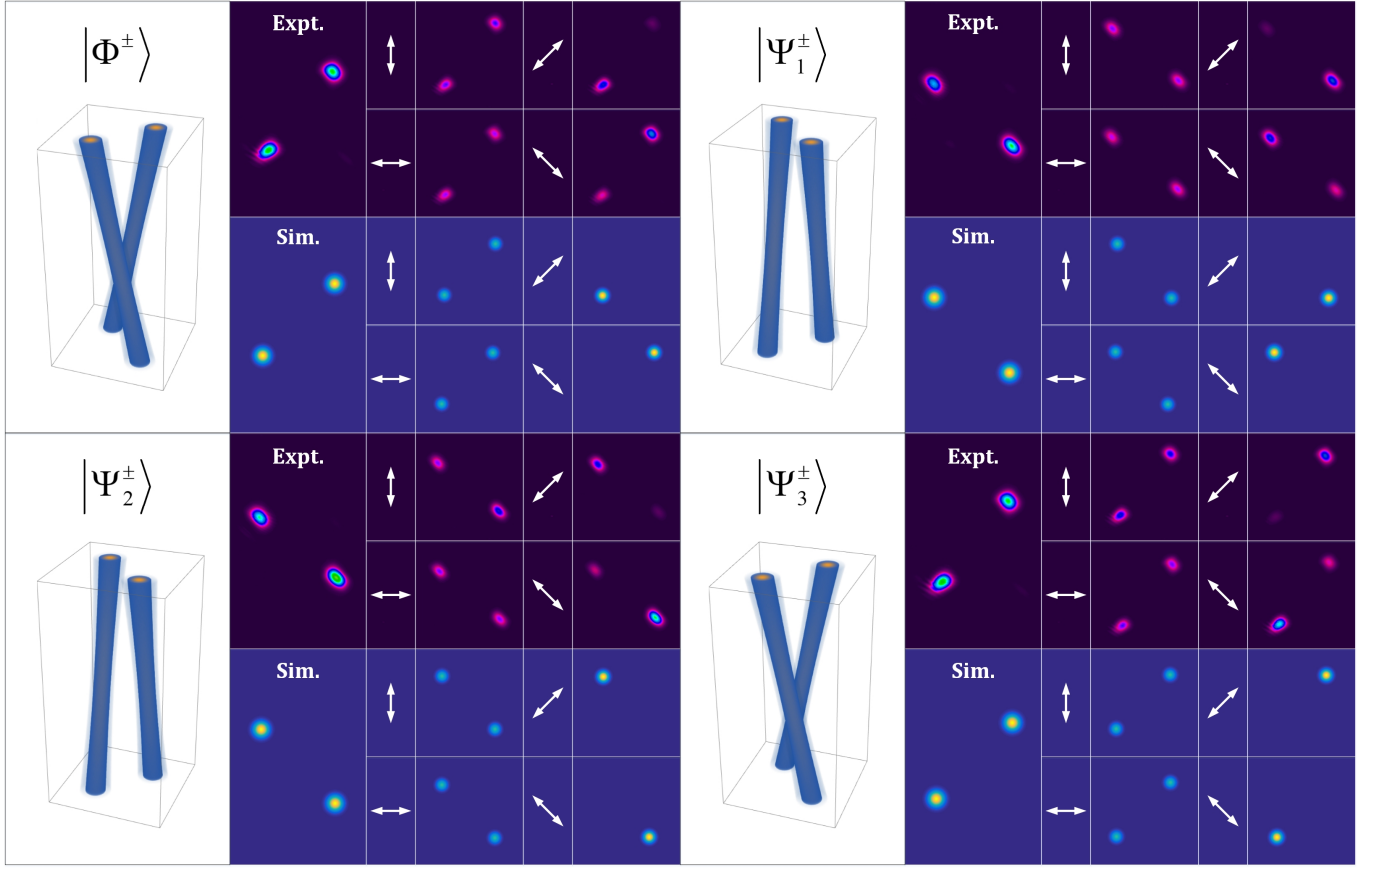 |Φ±⟩
Expt.
Sim.
|Ψ₁±⟩
Expt.
Sim.
|Ψ₂±⟩
Expt.
Sim.
|Ψ₃±⟩
Expt.
Sim.